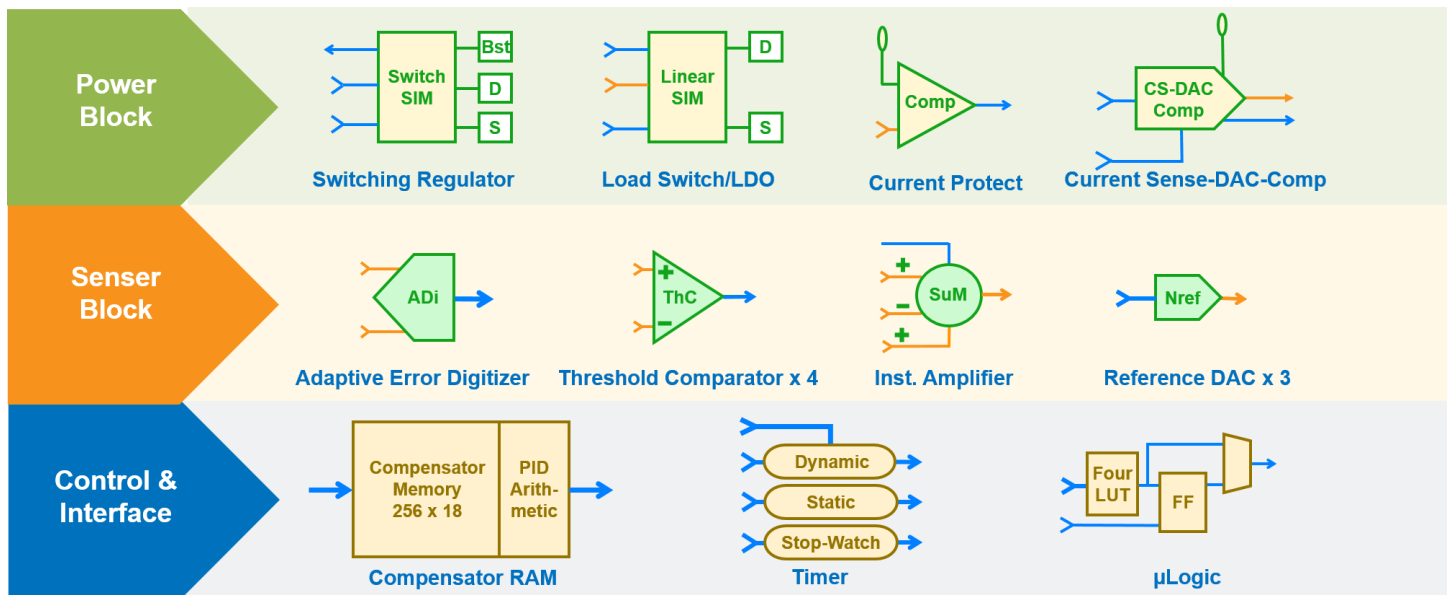 Power
Block
Switch
SIM
Bst
D
S
Switching Regulator
Linear
SIM
D
S
Load Switch/LDO
Comp
Current Protect
CS-DAC
Comp
Current Sense-DAC-Comp
Senser
Block
ADi
Adaptive Error Digitizer
+
ThC
−
Threshold Comparator x 4
+
SuM
−
+
Inst. Amplifier
Nref
Reference DAC x 3
Control &
Interface
Compensator
Memory
256 x 18
PID
Arith-
metic
Compensator RAM
Dynamic
Static
Stop-Watch
Timer
Four
LUT
FF
µLogic